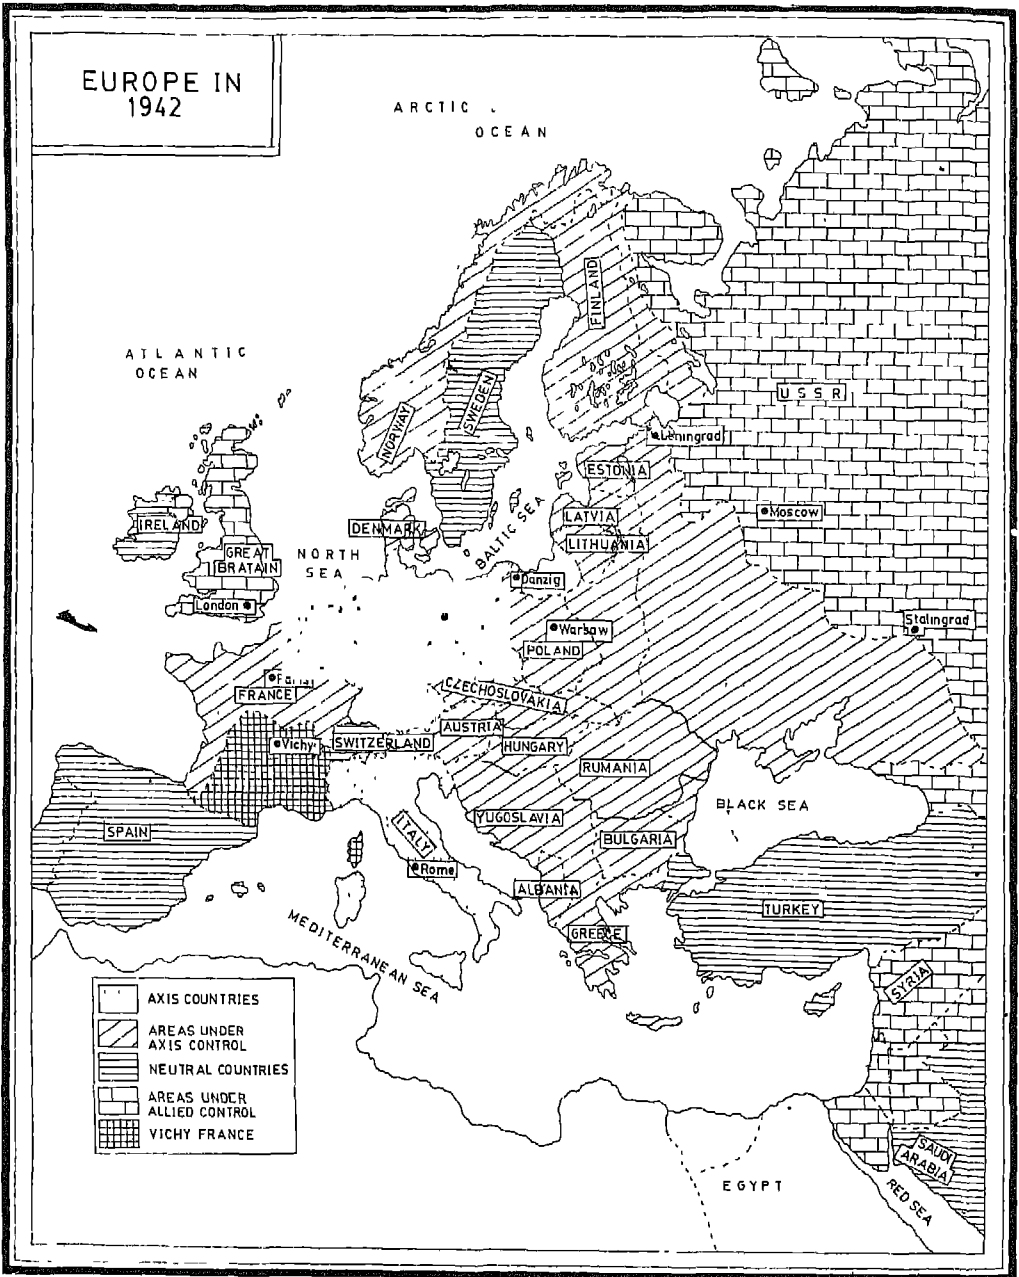 EUROPE IN
1942
ARCTIC
OCEAN
ATLANTIC
OCEAN
FINLAND
NORWAY
SWEDEN
USSR
Leningrad
ESTONIA
LATVIA
LITHUANIA
Moscow
IRELAND
DENMARK
BALTIC SEA
NORTH
SEA
GREAT
BRATAIN
London
Danzig
Stalingrad
Warsaw
POLAND
Paris
FRANCE
CZECHOSLOVAKIA
AUSTRIA
Vichy
SWITZERLAND
HUNGARY
RUMANIA
BLACK SEA
SPAIN
ITALY
YUGOSLAVIA
BULGARIA
Rome
ALBANIA
TURKEY
GREECE
MEDITERRANEAN SEA
SYRIA
AXIS COUNTRIES
AREAS UNDER
AXIS CONTROL
NEUTRAL COUNTRIES
AREAS UNDER
ALLIED CONTROL
VICHY FRANCE
SAUDI
ARABIA
RED SEA
EGYPT